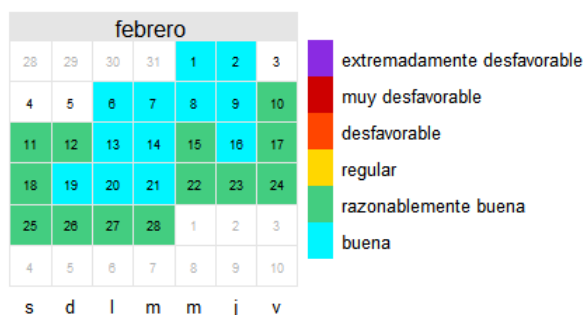 febrero
28 29 30 31 1 2 3
4 5 6 7 8 9 10
11 12 13 14 15 16 17
18 19 20 21 22 23 24
25 26 27 28 1 2 3
4 5 6 7 8 9 10
s d l m m j v
extremadamente desfavorable
muy desfavorable
desfavorable
regular
razonablemente buena
buena